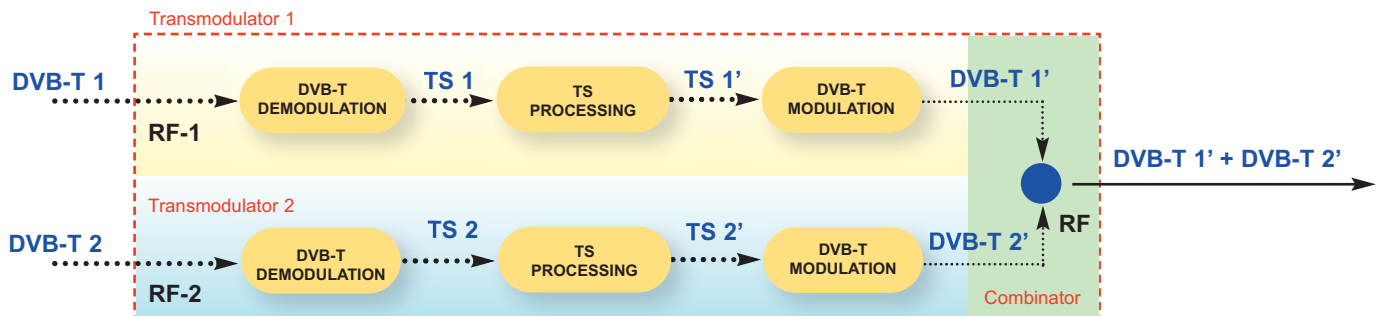 Transmodulator 1
DVB-T 1
RF-1
DVB-T
DEMODULATION
TS 1
TS
PROCESSING
TS 1’
DVB-T
MODULATION
DVB-T 1’
DVB-T 1’ + DVB-T 2’
RF
Transmodulator 2
DVB-T 2
RF-2
DVB-T
DEMODULATION
TS 2
TS
PROCESSING
TS 2’
DVB-T
MODULATION
DVB-T 2’
Combinator